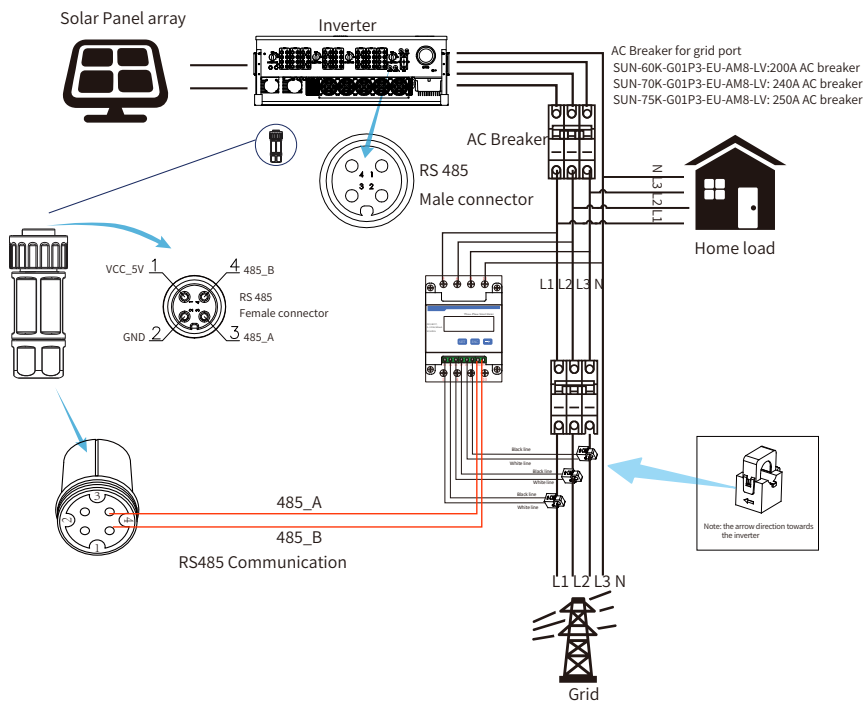 Solar Panel array
Inverter
AC Breaker for grid port
SUN-60K-G01P3-EU-AM8-LV:200A AC breaker
SUN-70K-G01P3-EU-AM8-LV: 240A AC breaker
SUN-75K-G01P3-EU-AM8-LV: 250A AC breaker
AC Breaker
4 1
3 2
RS 485
Male connector
N L3 L2 L1
Home load
VCC_5V 1
4 485_B
RS 485
Female connector
GND 2
3 485_A
L1 L2 L3 N
Black line
White line
Black line
White line
Black line
White line
Note: the arrow direction towards
the inverter
3
2
4
1
485_A
485_B
RS485 Communication
L1 L2 L3 N
Grid